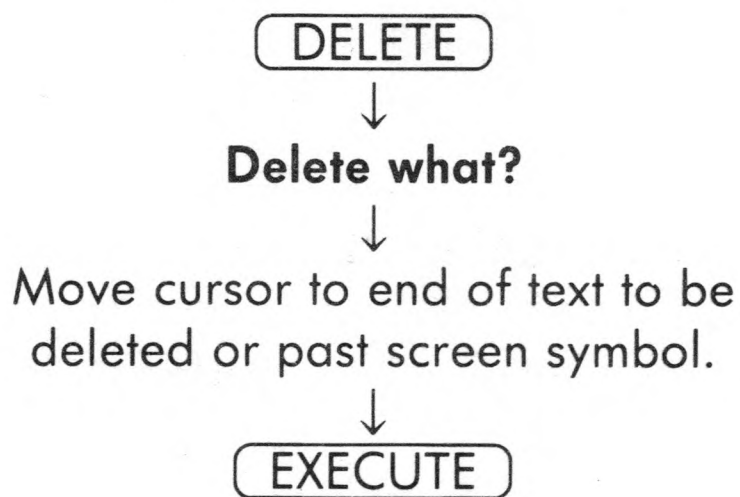 DELETE
Delete what?
Move cursor to end of text to be
deleted or past screen symbol.
EXECUTE